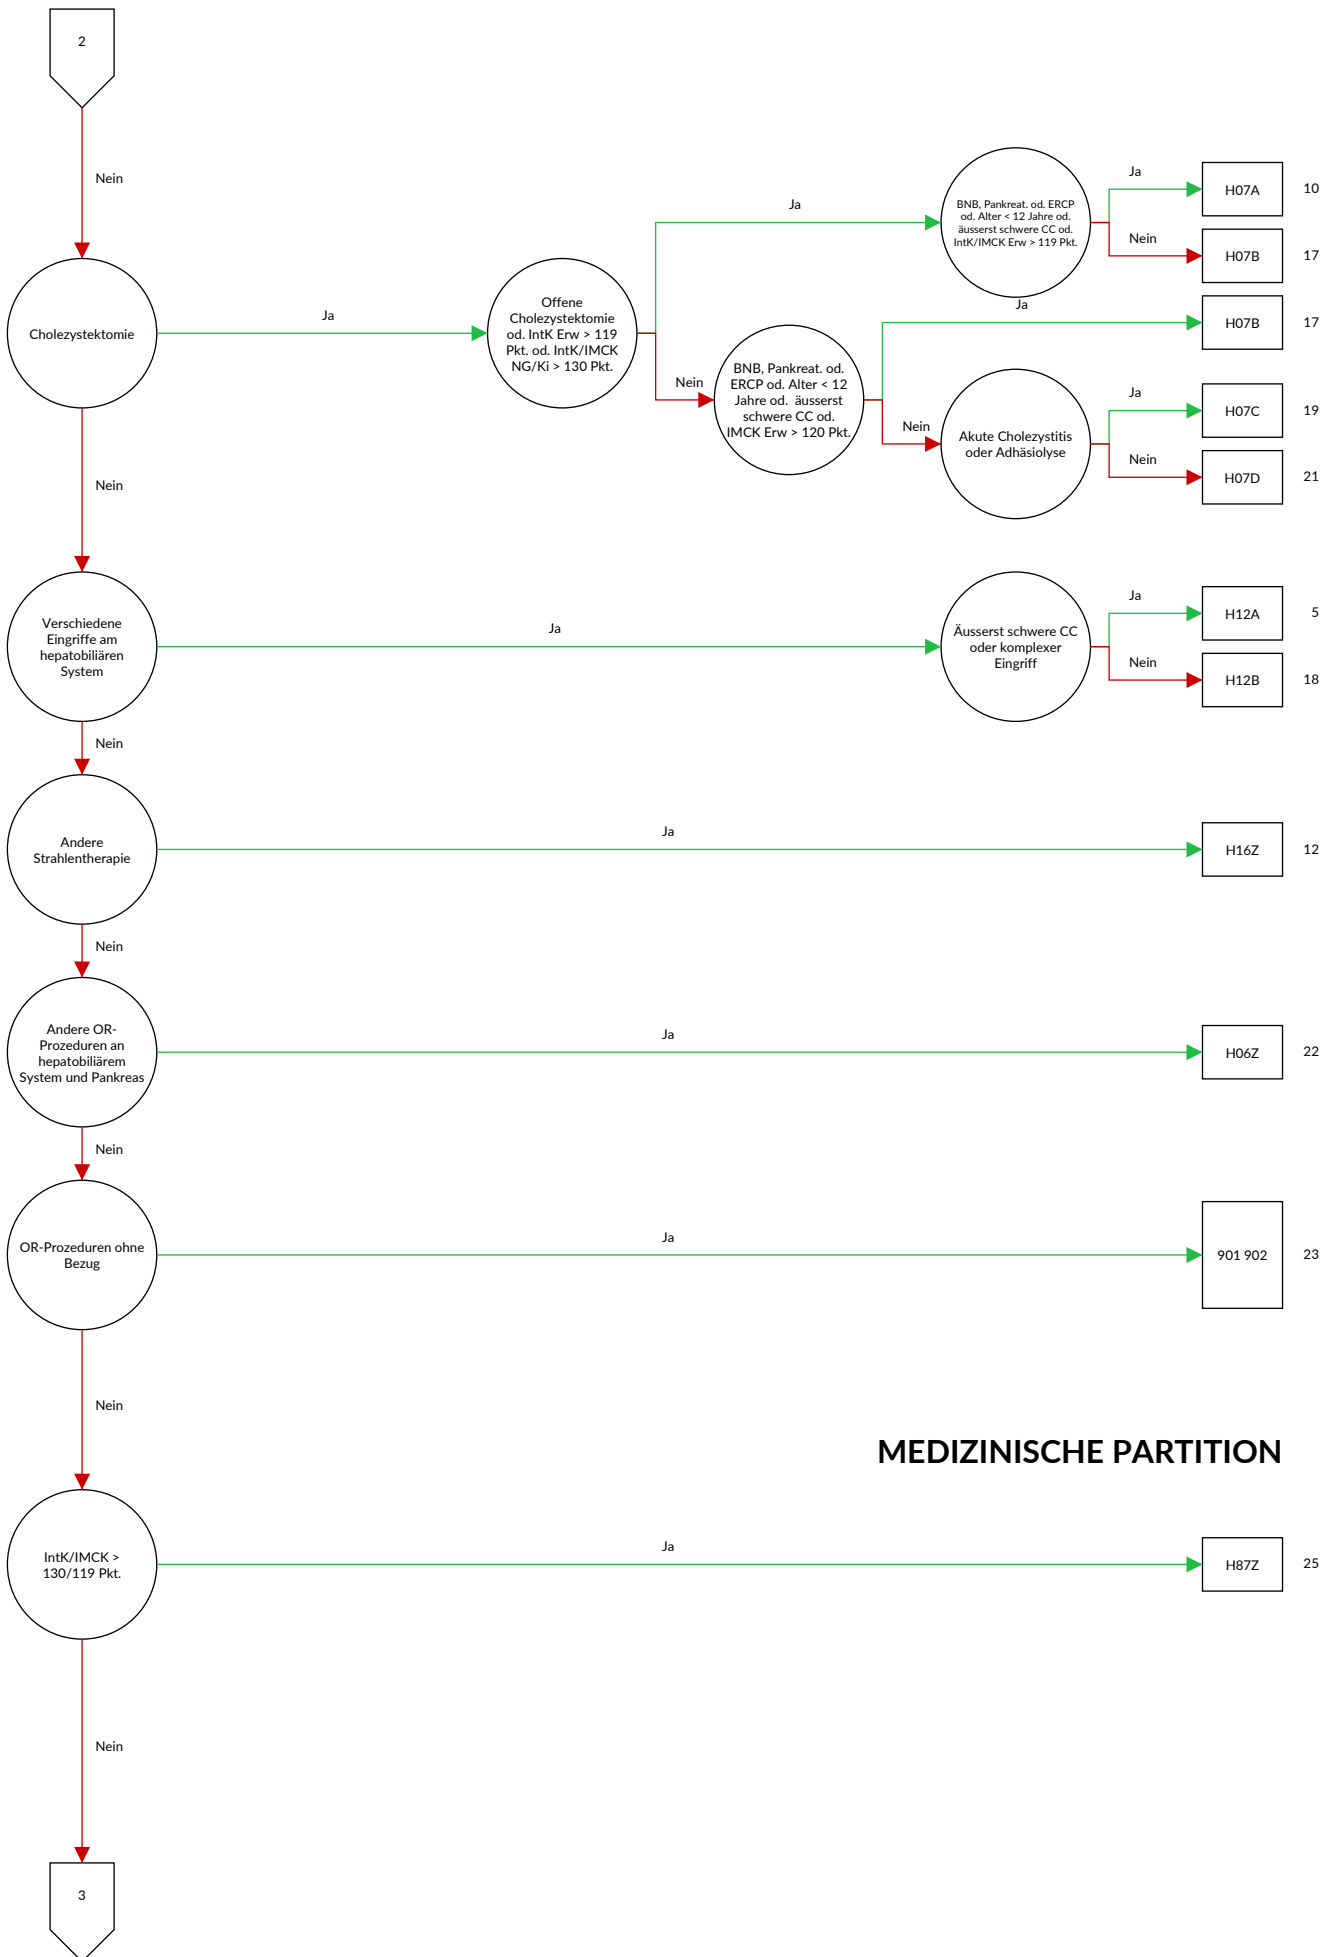 2
Nein
Cholezystektomie
Ja
Offene
Cholezystektomie
od. IntK Erw > 119
Pkt. od. IntK/IMCK
NG/Ki > 130 Pkt.
Ja
BNB, Pankreat. od. ERCP
od. Alter < 12 Jahre od.
äusserst schwere CC od.
IntK/IMCK Erw > 119 Pkt.
Ja
H07A
10
Nein
H07B
17
Nein
BNB, Pankreat. od.
ERCP od. Alter < 12
Jahre od. äusserst
schwere CC od.
IMCK Erw > 120 Pkt.
Ja
H07B
17
Nein
Akute Cholezystitis
oder Adhäsiolyse
Ja
H07C
19
Nein
H07D
21
Nein
Verschiedene
Eingriffe am
hepatobiliären
System
Ja
Äusserst schwere CC
oder komplexer
Eingriff
Ja
H12A
5
Nein
H12B
18
Nein
Andere
Strahlentherapie
Ja
H16Z
12
Nein
Andere OR-
Prozeduren an
hepatobiliärem
System und Pankreas
Ja
H06Z
22
Nein
OR-Prozeduren ohne
Bezug
Ja
901 902
23
Nein
MEDIZINISCHE PARTITION
IntK/IMCK >
130/119 Pkt.
Ja
H87Z
25
Nein
3